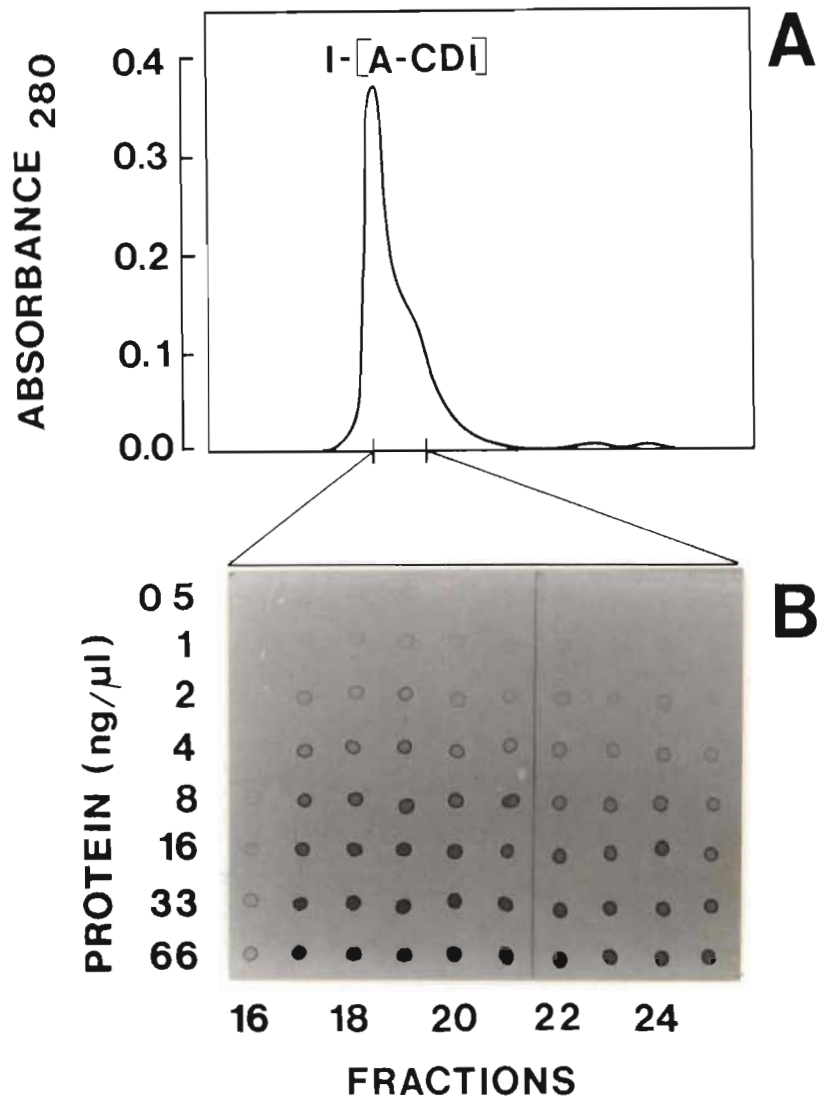 A
I-[A-CDI]
ABSORBANCE 280
0.4
0.3
0.2
0.1
0.0
B
PROTEIN (ng/µl)
0 5
1
2
4
8
16
33
66
16 18 20 22 24
FRACTIONS